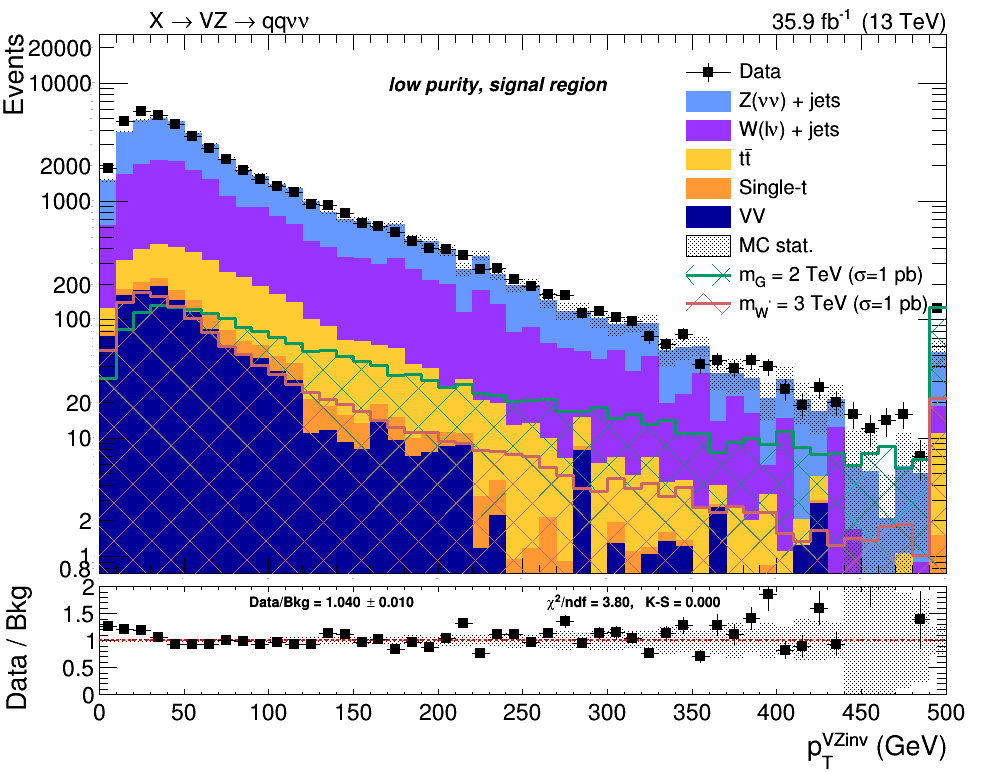 X → VZ → qqνν
35.9 fb⁻¹ (13 TeV)
Events
20000
10000
2000
1000
200
100
20
10
2
1
0.8
low purity, signal region
Data
Z(νν) + jets
W(lν) + jets
tt̄
Single-t
VV
MC stat.
m_G = 2 TeV (σ=1 pb)
m_W' = 3 TeV (σ=1 pb)
Data / Bkg
2
1.5
1
0.5
0
Data/Bkg = 1.040 ± 0.010
χ²/ndf = 3.80, K-S = 0.000
0 50 100 150 200 250 300 350 400 450 500
p_T^VZinv (GeV)